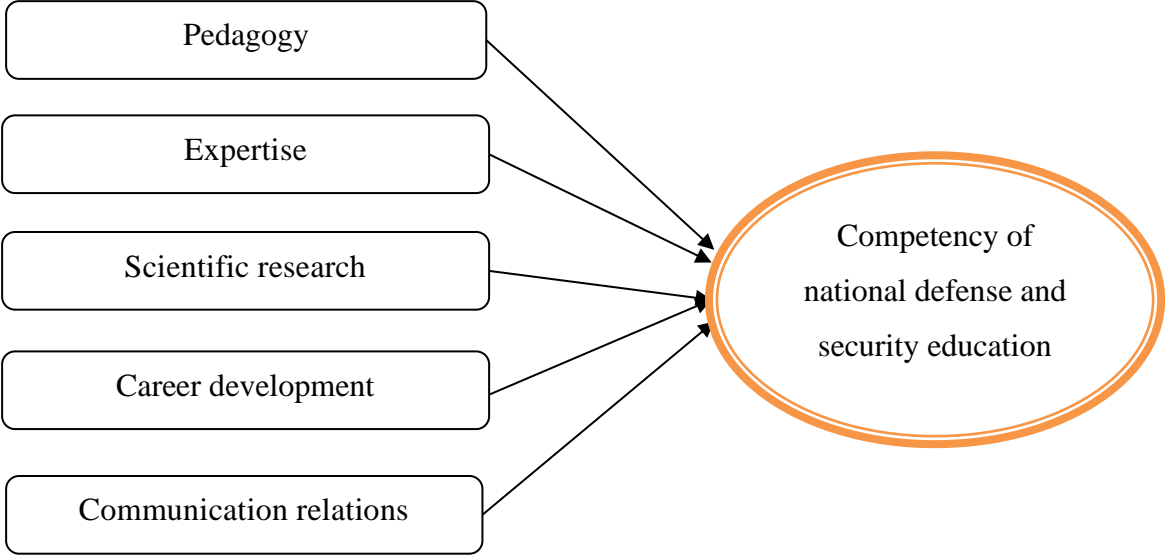 Pedagogy
Expertise
Scientific research
Career development
Communication relations
Competency of
national defense and
security education